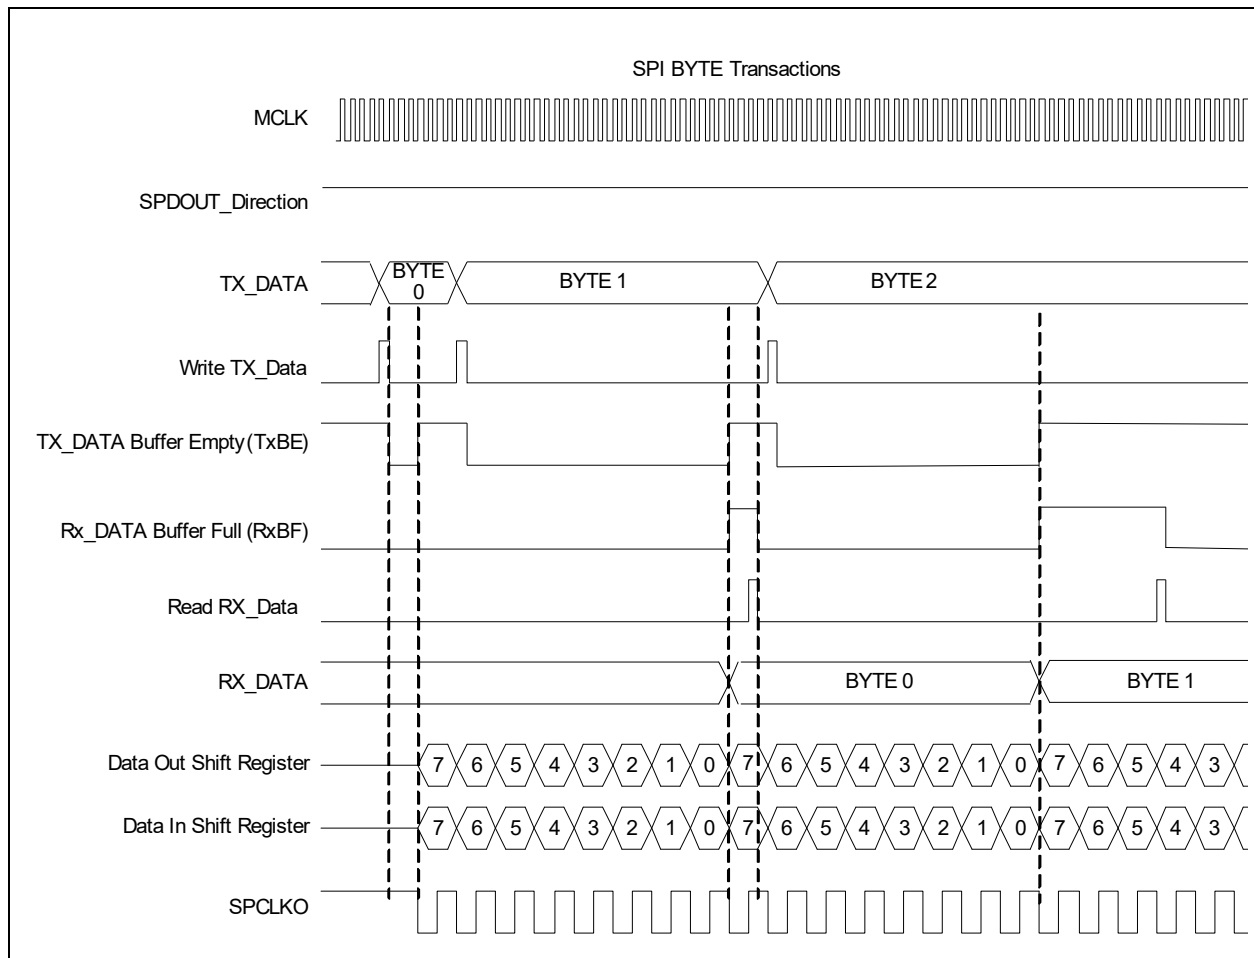 SPI BYTE Transactions
MCLK
SPDOUT_Direction
TX_DATA
BYTE
0
BYTE 1
BYTE 2
Write TX_Data
TX_DATA Buffer Empty (TxBE)
Rx_DATA Buffer Full (RxBF)
Read RX_Data
RX_DATA
BYTE 0
BYTE 1
Data Out Shift Register
7 6 5 4 3 2 1 0 7 6 5 4 3 2 1 0 7 6 5 4 3
Data In Shift Register
7 6 5 4 3 2 1 0 7 6 5 4 3 2 1 0 7 6 5 4 3
SPCLKO